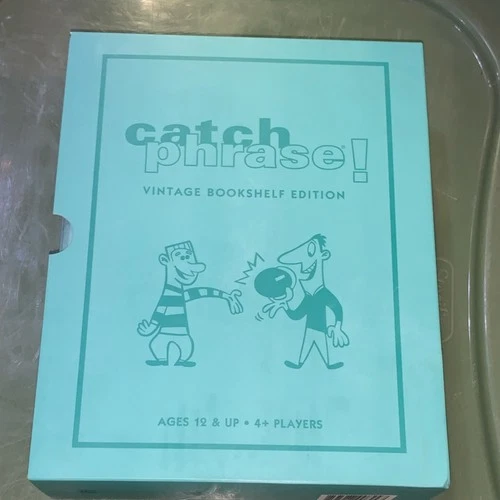 catch
phrase!
VINTAGE BOOKSHELF EDITION
AGES 12 & UP • 4+ PLAYERS